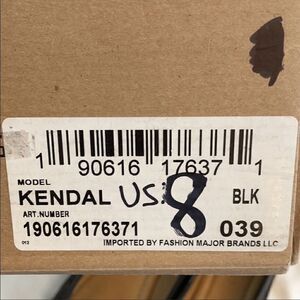 1 90616 17637 1
MODEL
KENDAL US 8 BLK
ART.NUMBER
190616176371 039
013 IMPORTED BY FASHION MAJOR BRANDS LLC